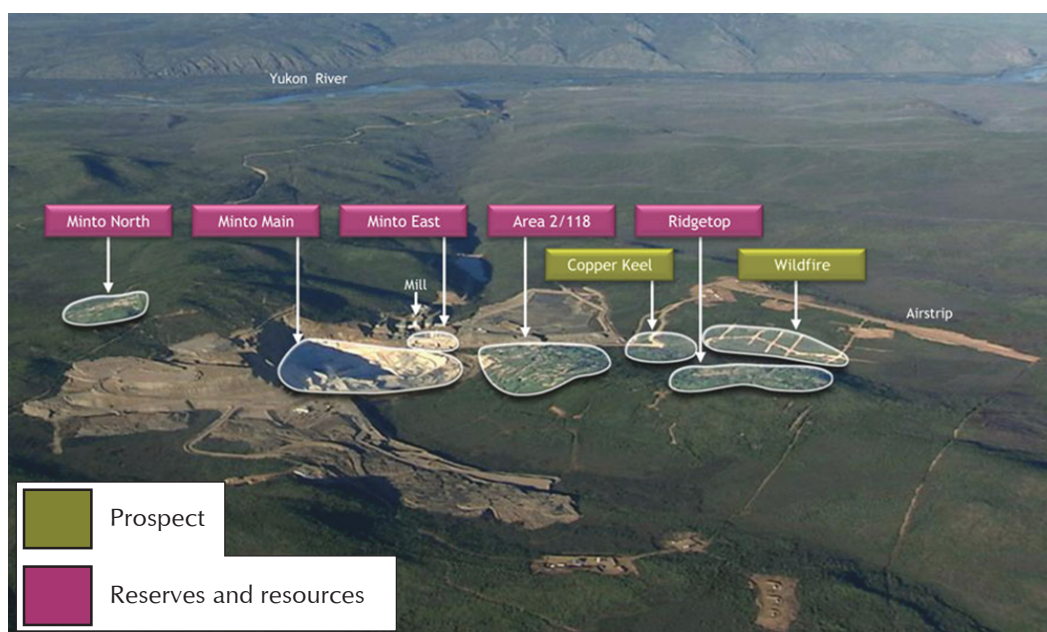 Yukon River
Minto North
Minto Main
Minto East
Area 2/118
Ridgetop
Copper Keel
Wildfire
Mill
Airstrip
Prospect
Reserves and resources